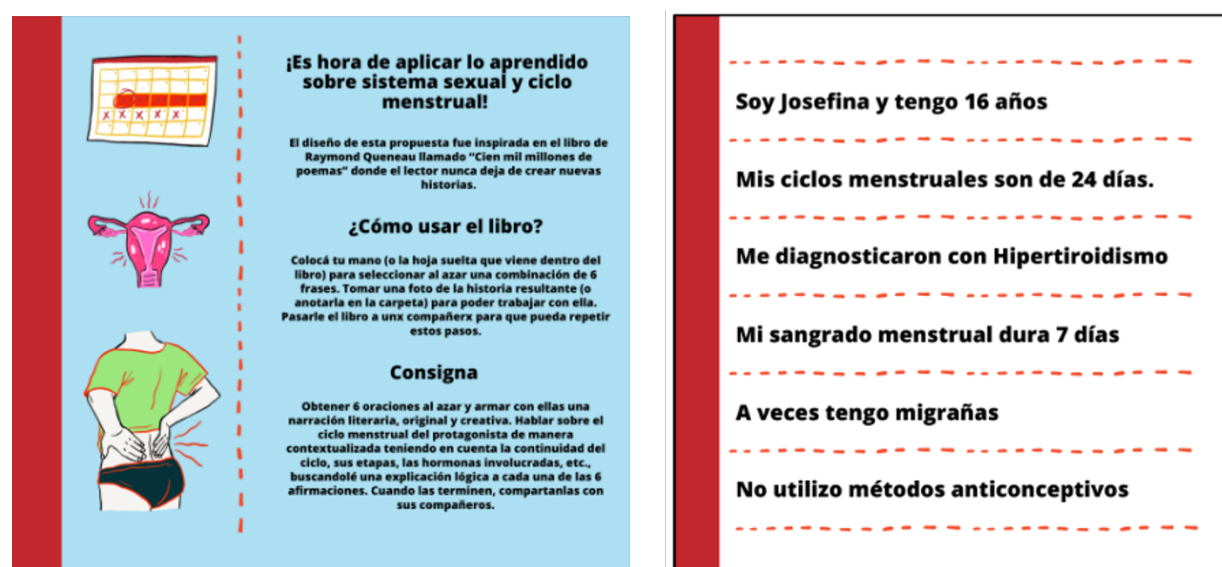 ¡Es hora de aplicar lo aprendido
sobre sistema sexual y ciclo
menstrual!
El diseño de esta propuesta fue inspirada en el libro de
Raymond Queneau llamado “Cien mil millones de
poemas” donde el lector nunca deja de crear nuevas
historias.
¿Cómo usar el libro?
Colocá tu mano (o la hoja suelta que viene dentro del
libro) para seleccionar al azar una combinación de 6
frases. Tomar una foto de la historia resultante (o
anotarla en la carpeta) para poder trabajar con ella.
Pasarle el libro a unx compañerx para que pueda repetir
estos pasos.
Consigna
Obtener 6 oraciones al azar y armar con ellas una
narración literaria, original y creativa. Hablar sobre el
ciclo menstrual del protagonista de manera
contextualizada teniendo en cuenta la continuidad del
ciclo, sus etapas, las hormonas involucradas, etc.,
buscandolé una explicación lógica a cada una de las 6
afirmaciones. Cuando las terminen, compartanlas con
sus compañeros.
Soy Josefina y tengo 16 años
Mis ciclos menstruales son de 24 días.
Me diagnosticaron con Hipertiroidismo
Mi sangrado menstrual dura 7 días
A veces tengo migrañas
No utilizo métodos anticonceptivos